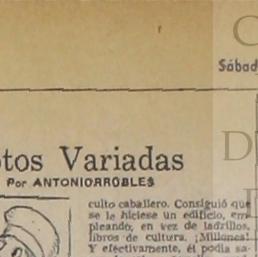 Sábad
otos Variadas
Por ANTONIORROBLES
culto caballero. Consiguió que
se le hiciese un edificio, em-
pleando, en vez de ladrillos,
libros de cultura. ¡Millones!
Y efectivamente, él podía sa-